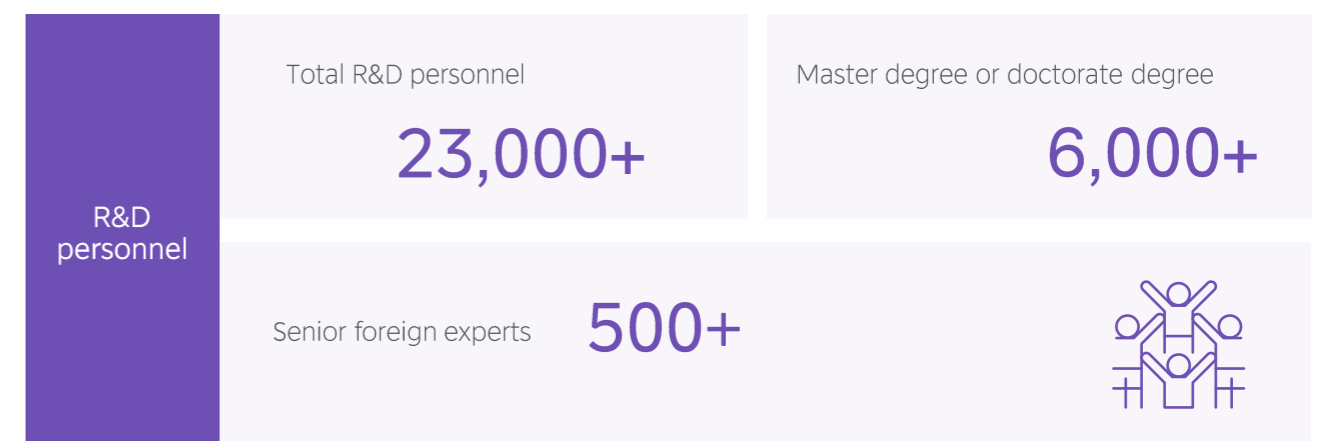 R&D
personnel
Total R&D personnel
23,000+
Master degree or doctorate degree
6,000+
Senior foreign experts
500+